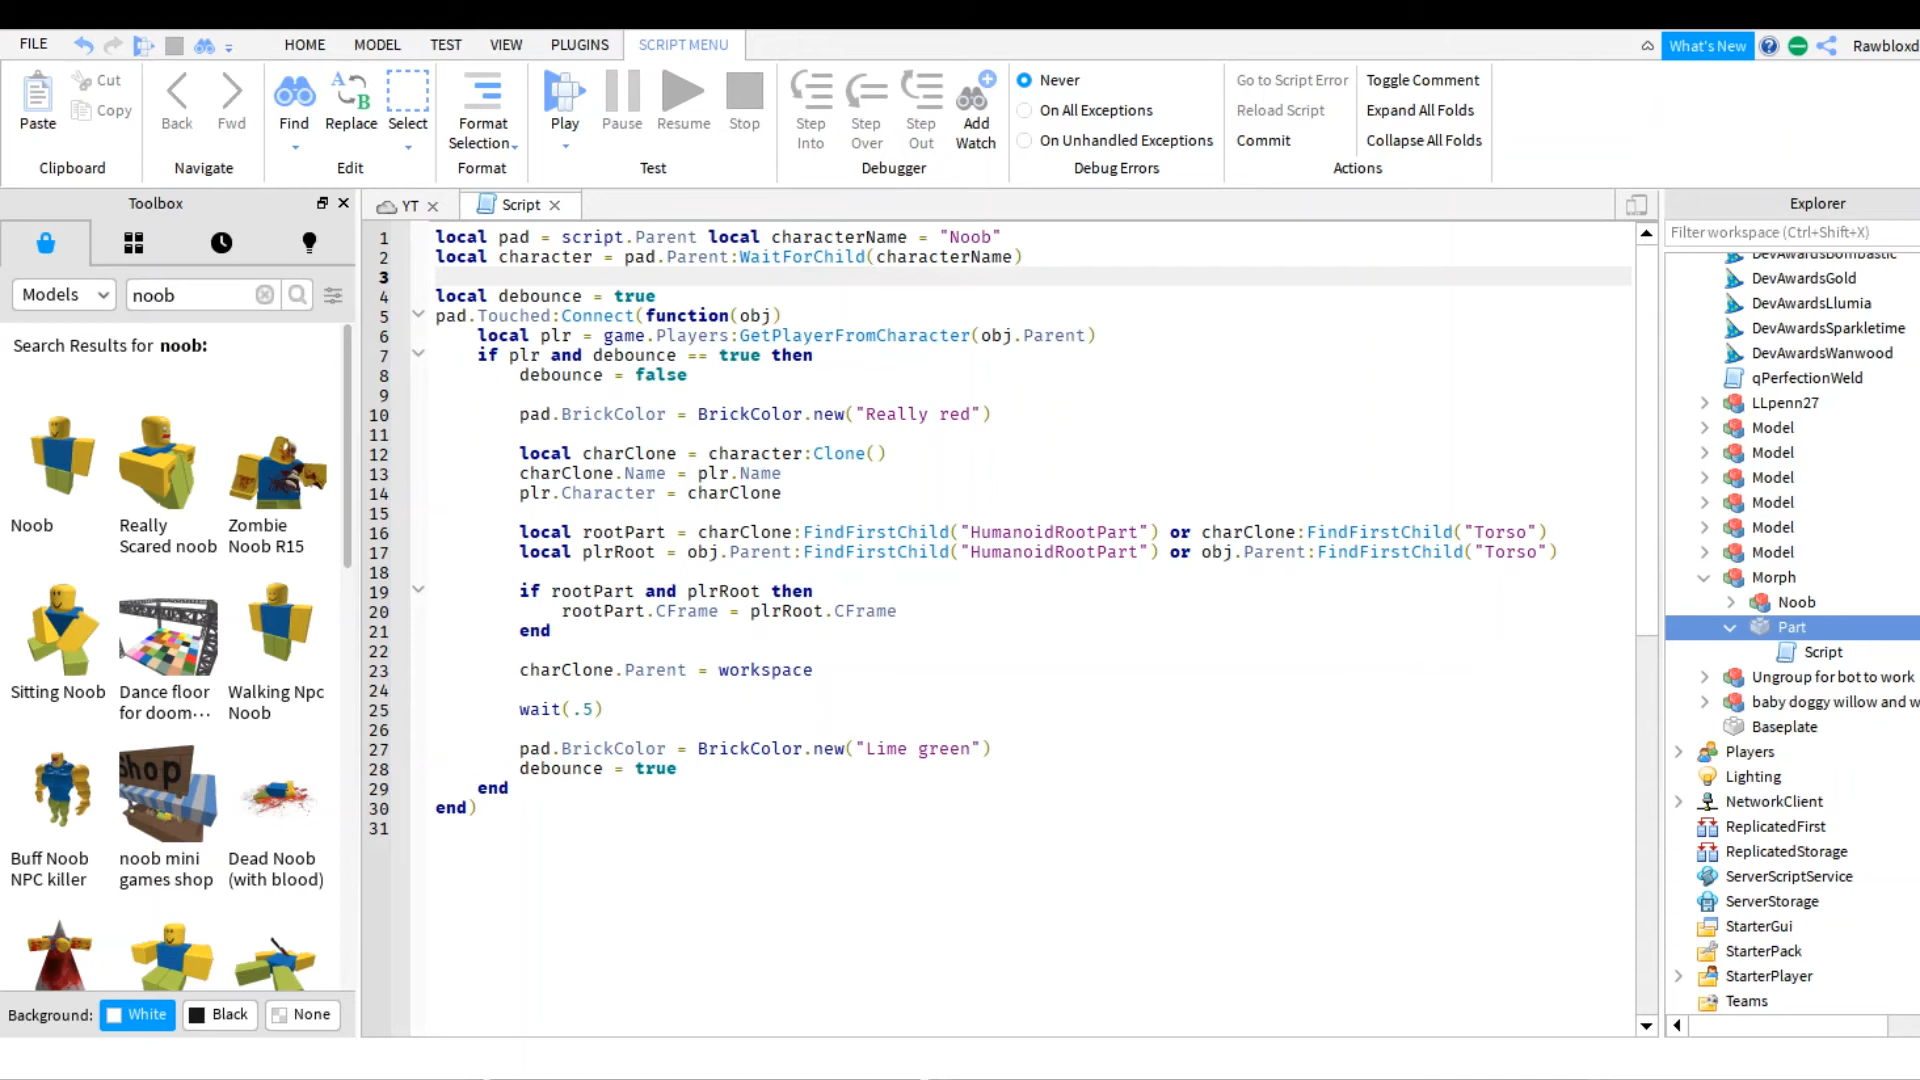 FILE
HOME
MODEL
TEST
VIEW
PLUGINS
SCRIPT MENU
What's New
Rawbloxd
Paste
Cut
Copy
Clipboard
Back
Fwd
Navigate
Find
Replace
Select
Edit
Format
Selection
Format
Play
Pause
Resume
Stop
Test
Step
Into
Step
Over
Step
Out
Add
Watch
Debugger
Never
On All Exceptions
On Unhandled Exceptions
Debug Errors
Go to Script Error
Reload Script
Commit
Toggle Comment
Expand All Folds
Collapse All Folds
Actions
Toolbox
Models
noob
Search Results for noob:
Noob
Really
Scared noob
Zombie
Noob R15
Sitting Noob
Dance floor
for doom...
Walking Npc
Noob
Shop
Buff Noob
NPC killer
noob mini
games shop
Dead Noob
(with blood)
Background:
White
Black
None
YT
Script
1 local pad = script.Parent local characterName = "Noob"
2 local character = pad.Parent:WaitForChild(characterName)
3
4 local debounce = true
5 pad.Touched:Connect(function(obj)
6 local plr = game.Players:GetPlayerFromCharacter(obj.Parent)
7 if plr and debounce == true then
8 debounce = false
9
10 pad.BrickColor = BrickColor.new("Really red")
11
12 local charClone = character:Clone()
13 charClone.Name = plr.Name
14 plr.Character = charClone
15
16 local rootPart = charClone:FindFirstChild("HumanoidRootPart") or charClone:FindFirstChild("Torso")
17 local plrRoot = obj.Parent:FindFirstChild("HumanoidRootPart") or obj.Parent:FindFirstChild("Torso")
18
19 if rootPart and plrRoot then
20 rootPart.CFrame = plrRoot.CFrame
21 end
22
23 charClone.Parent = workspace
24
25 wait(.5)
26
27 pad.BrickColor = BrickColor.new("Lime green")
28 debounce = true
29 end
30 end)
31
Explorer
Filter workspace (Ctrl+Shift+X)
DevAwardsBombastic
DevAwardsGold
DevAwardsLlumia
DevAwardsSparkletime
DevAwardsWanwood
qPerfectionWeld
LLpenn27
Model
Model
Model
Model
Model
Model
Morph
Noob
Part
Script
Ungroup for bot to work
baby doggy willow and w
Baseplate
Players
Lighting
NetworkClient
ReplicatedFirst
ReplicatedStorage
ServerScriptService
ServerStorage
StarterGui
StarterPack
StarterPlayer
Teams